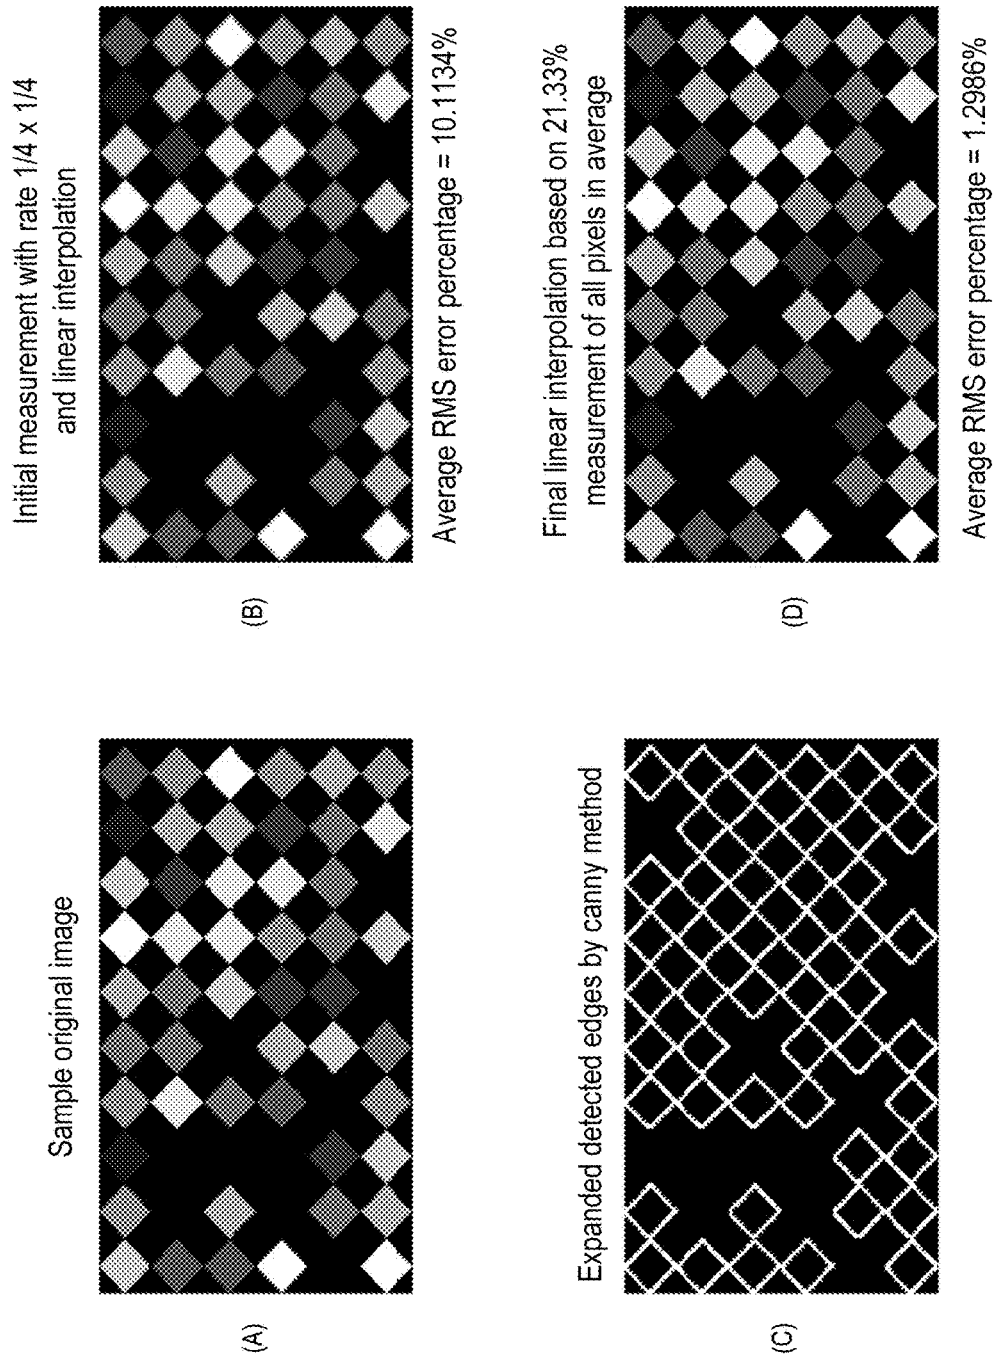 Sample original image
(A)
Initial measurement with rate 1/4 x 1/4
and linear interpolation
(B)
Average RMS error percentage = 10.1134%
Expanded detected edges by canny method
(C)
Final linear interpolation based on 21.33%
measurement of all pixels in average
(D)
Average RMS error percentage = 1.2986%